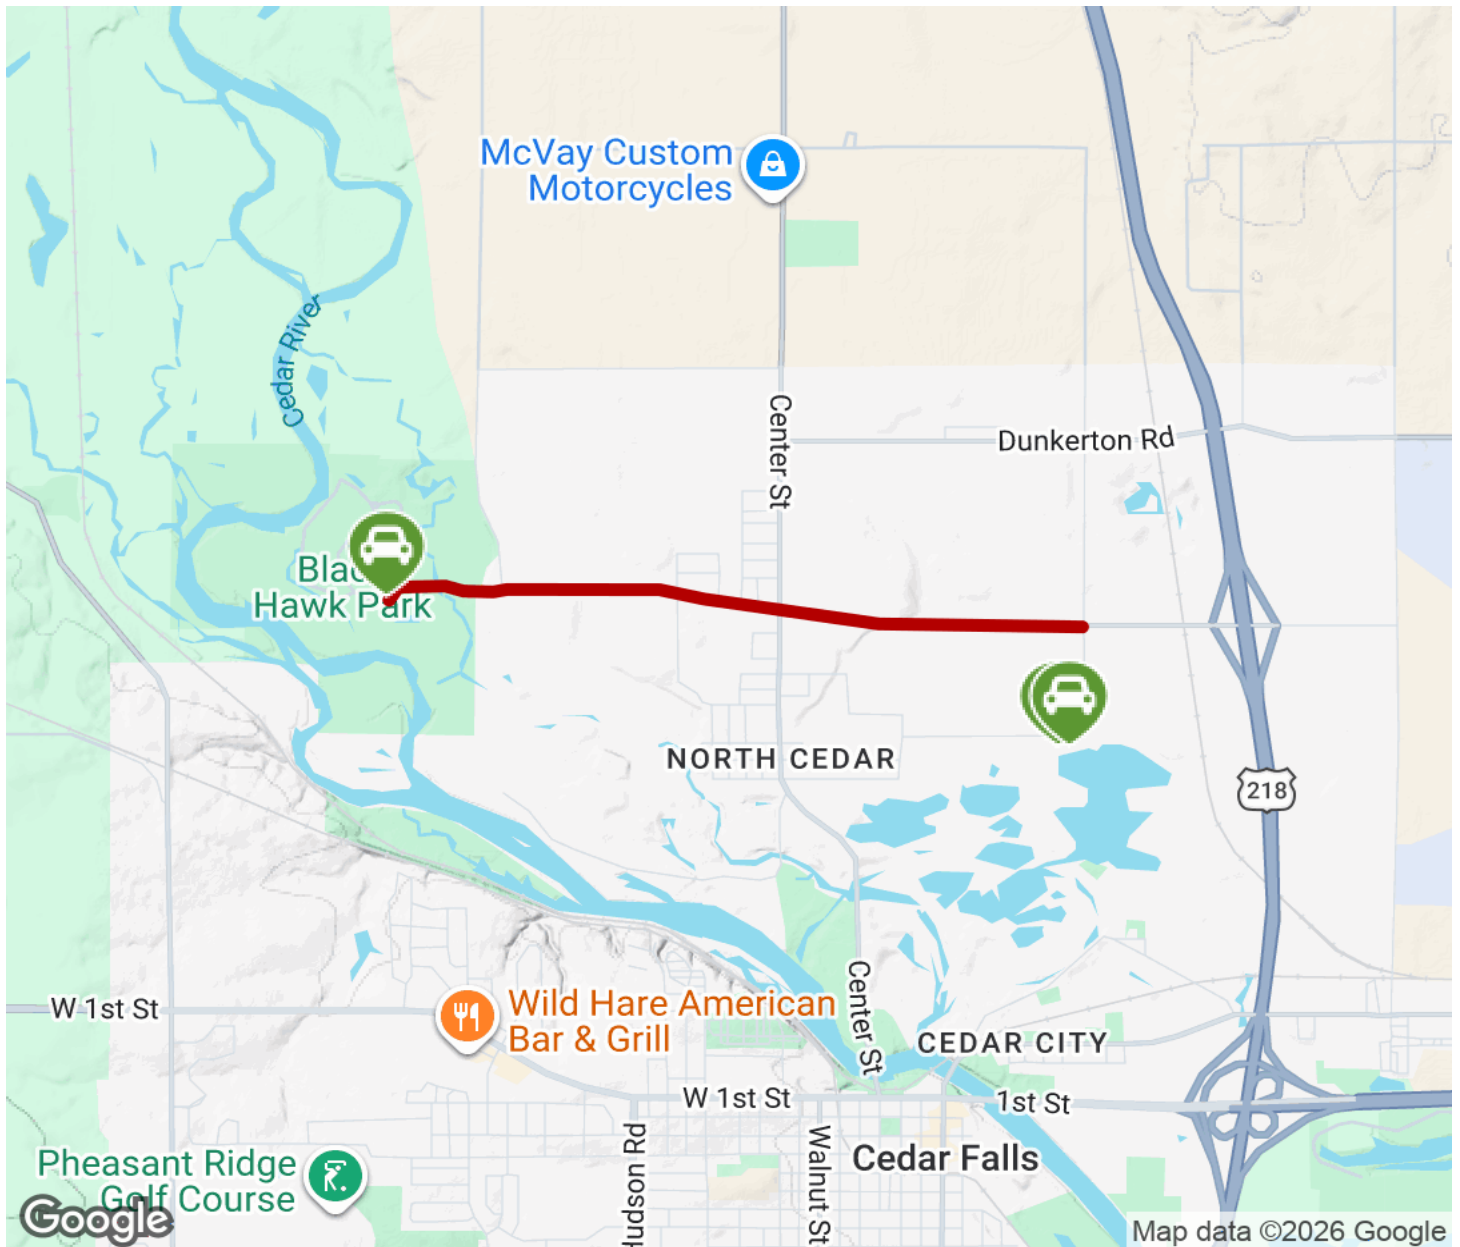 McVay Custom
Motorcycles
Cedar River
Center St
Dunkerton Rd
Hawk Park
NORTH CEDAR
218
W 1st St
Wild Hare American
Bar & Grill
Center St
CEDAR CITY
W 1st St
1st St
Hudson Rd
Walnut St
Cedar Falls
Pheasant Ridge
Golf Course
Google
Map data ©2026 Google